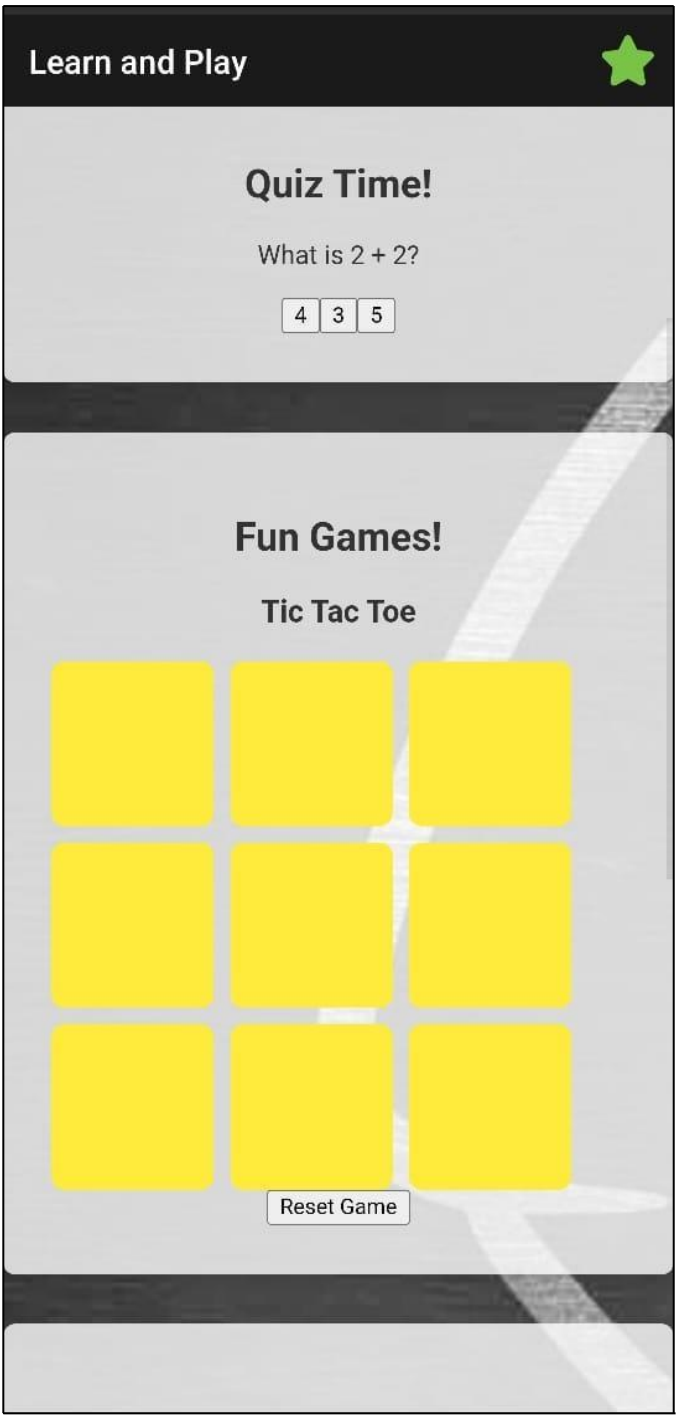 Learn and Play
Quiz Time!
What is 2 + 2?
4 3 5
Fun Games!
Tic Tac Toe
Reset Game